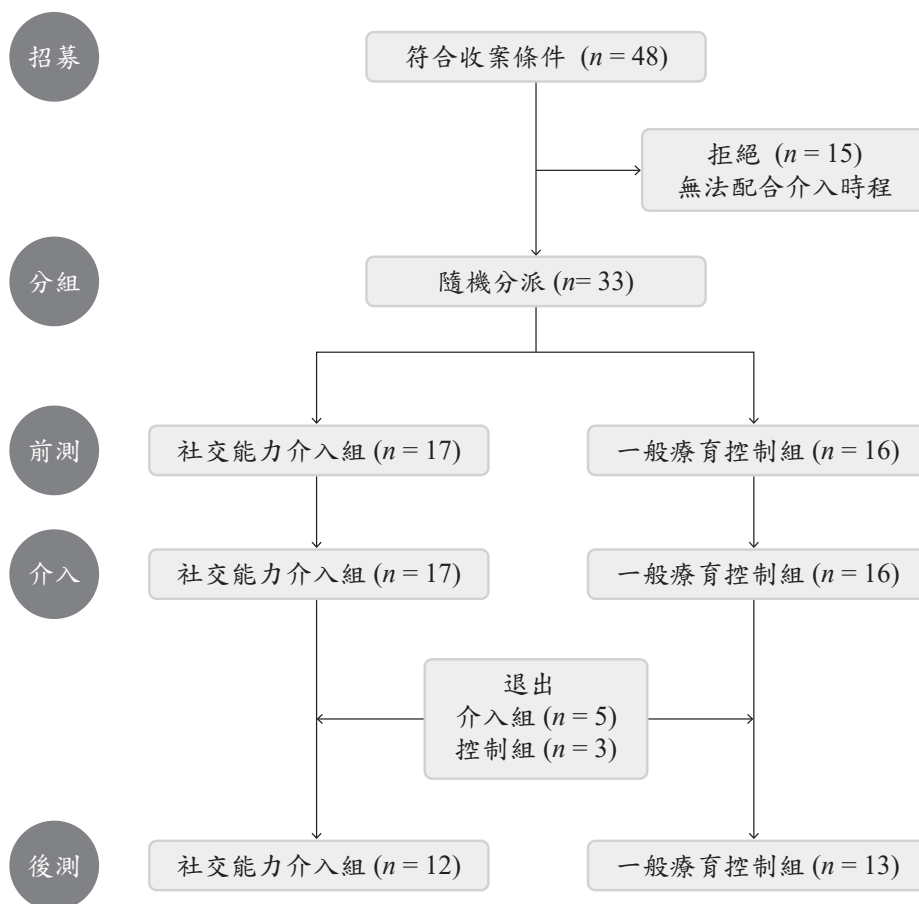 招募
符合收案條件 (n = 48)
拒絕 (n = 15)
無法配合介入時程
分組
隨機分派 (n= 33)
前測
社交能力介入組 (n = 17)
一般療育控制組 (n = 16)
介入
社交能力介入組 (n = 17)
一般療育控制組 (n = 16)
退出
介入組 (n = 5)
控制組 (n = 3)
後測
社交能力介入組 (n = 12)
一般療育控制組 (n = 13)